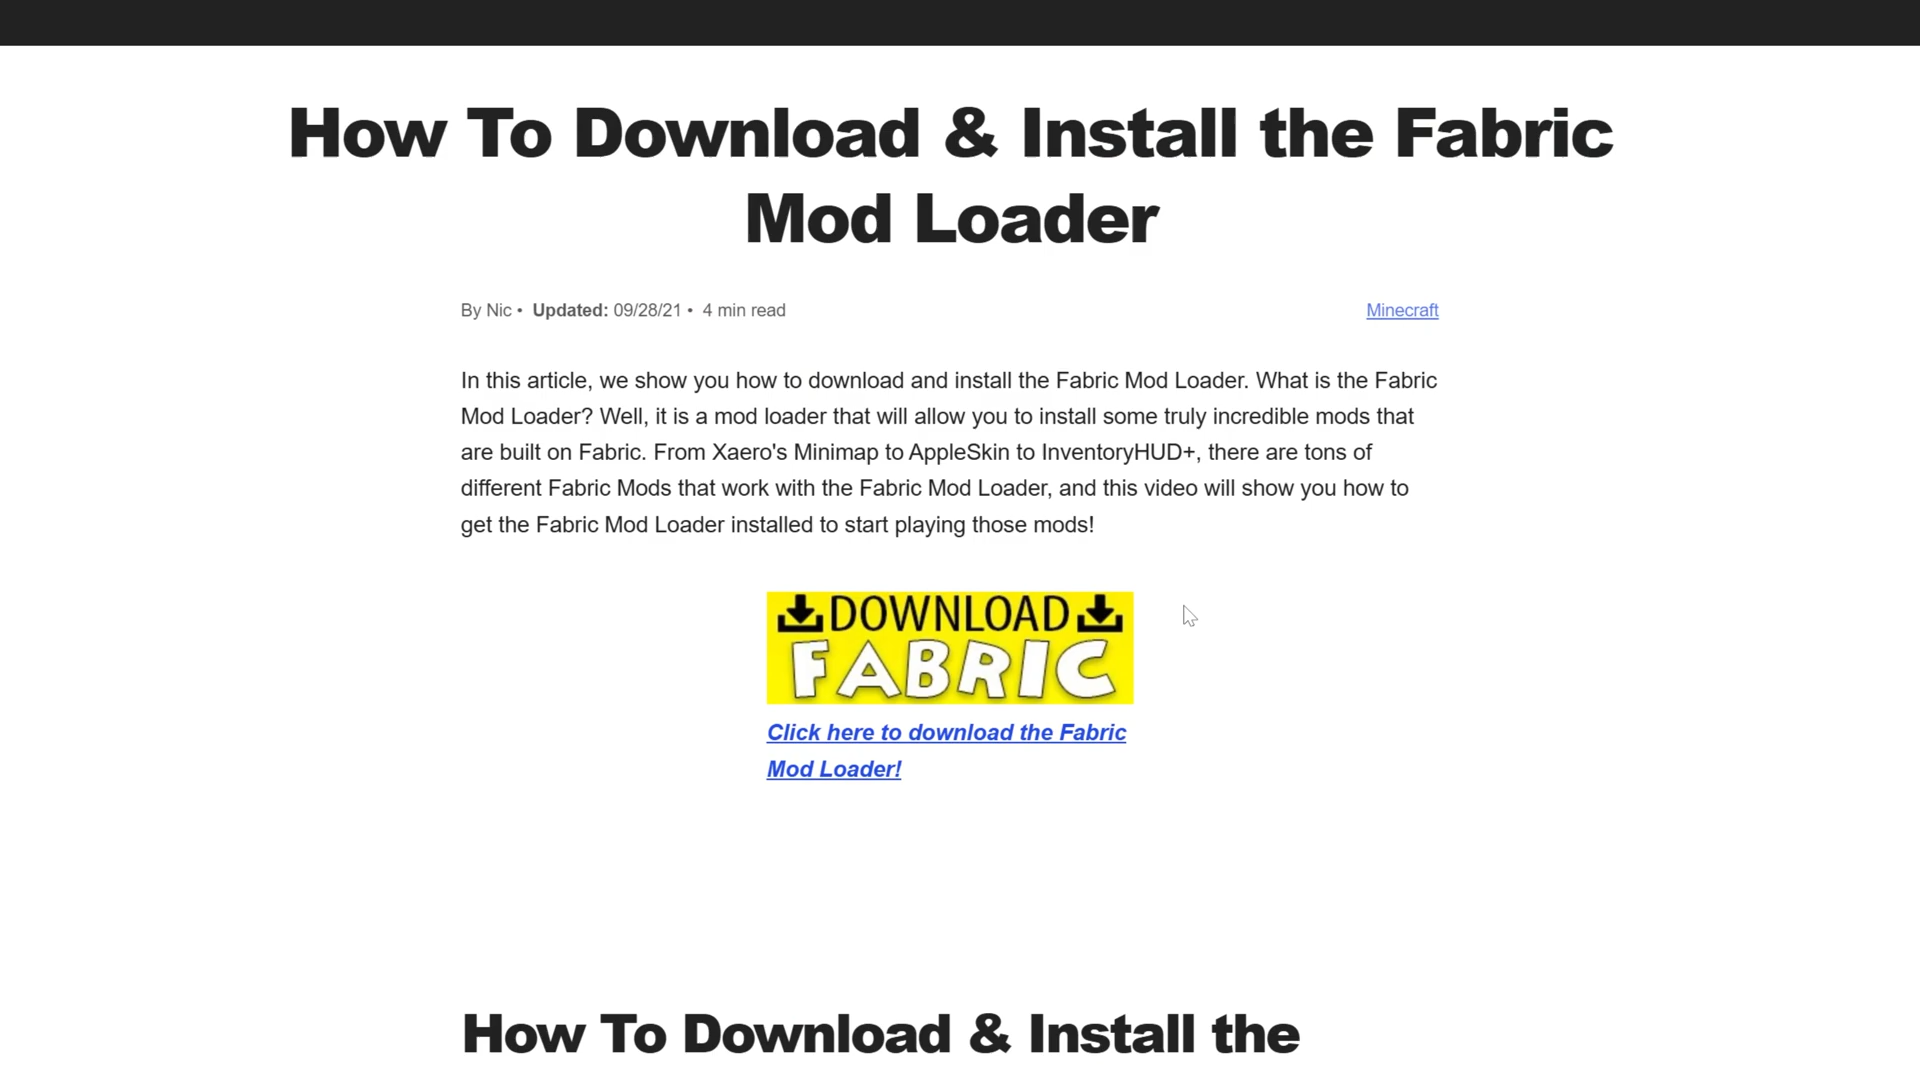 How To Download & Install the Fabric
Mod Loader
By Nic • Updated: 09/28/21 • 4 min read
Minecraft
In this article, we show you how to download and install the Fabric Mod Loader. What is the Fabric
Mod Loader? Well, it is a mod loader that will allow you to install some truly incredible mods that
are built on Fabric. From Xaero's Minimap to AppleSkin to InventoryHUD+, there are tons of
different Fabric Mods that work with the Fabric Mod Loader, and this video will show you how to
get the Fabric Mod Loader installed to start playing those mods!
DOWNLOAD
FABRIC
Click here to download the Fabric
Mod Loader!
How To Download & Install the